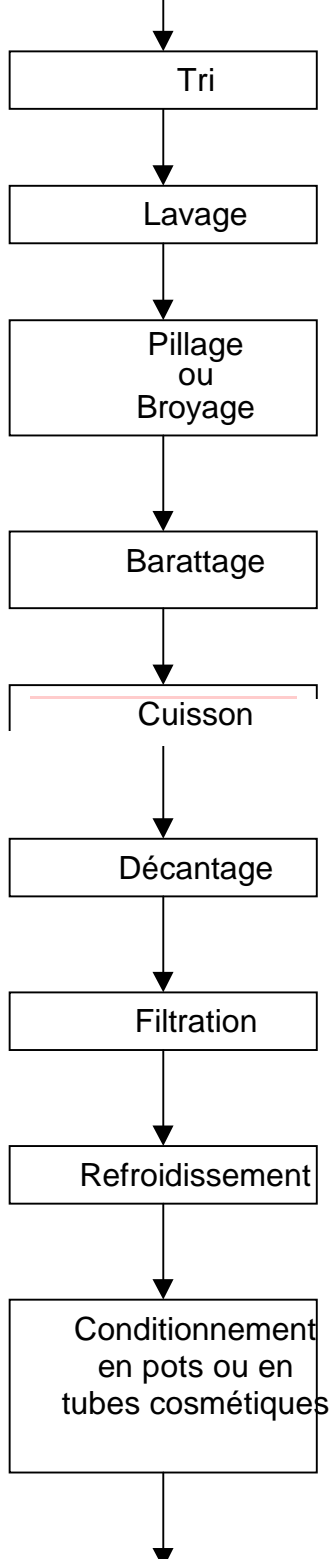 Tri
Lavage
Pillage
ou
Broyage
Barattage
Cuisson
Décantage
Filtration
Refroidissement
Conditionnement
en pots ou en
tubes cosmétiques